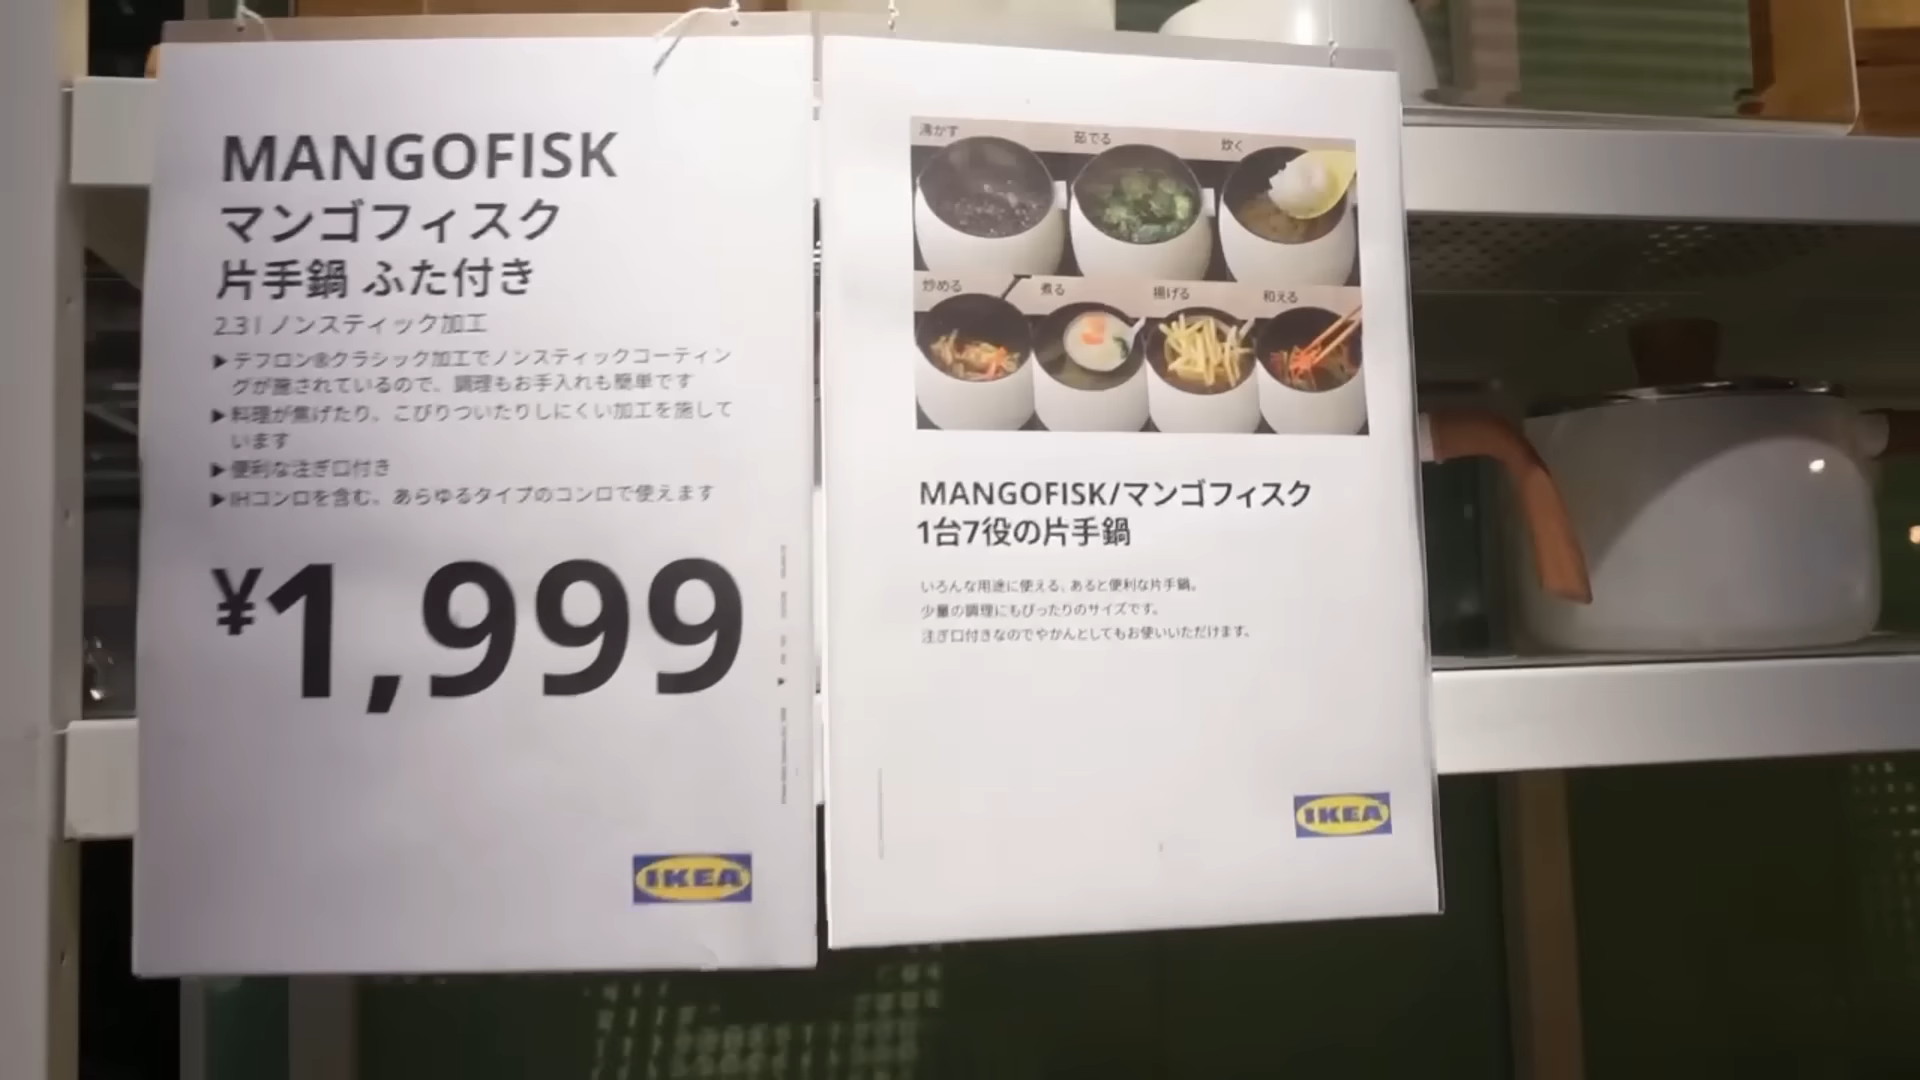 MANGOFISK
マンゴフィスク
片手鍋 ふた付き
2.3l ノンスティック加工
▶テフロン®クラシック加工でノンスティックコーティン
グが施されているので、調理もお手入れも簡単です
▶料理が焦げたり、こびりついたりしにくい加工を施して
います
▶便利な注ぎ口付き
▶IHコンロを含む、あらゆるタイプのコンロで使えます
¥1,999
IKEA
沸かす 茹でる 炊く
炒める 煮る 揚げる 和える
MANGOFISK/マンゴフィスク
1台7役の片手鍋
いろんな用途に使える、あると便利な片手鍋。
少量の調理にもぴったりのサイズです。
注ぎ口付きなのでやかんとしてもお使いいただけます。
IKEA